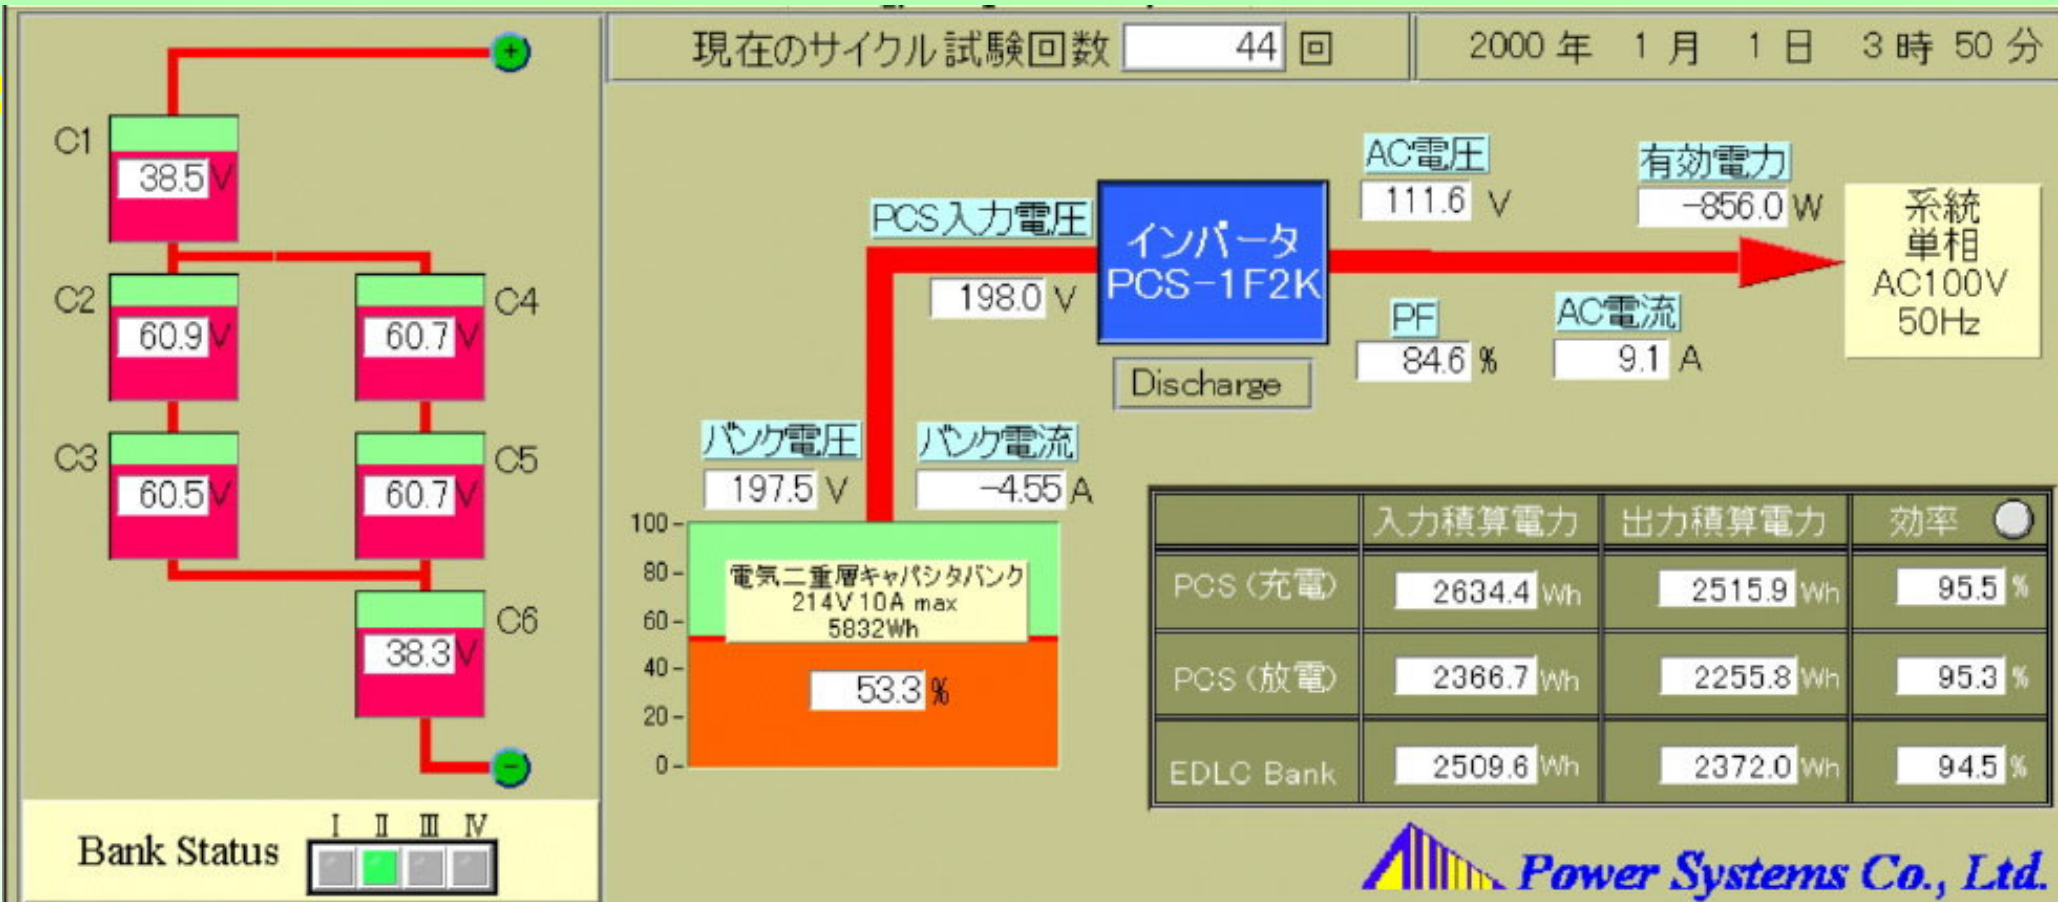 現在のサイクル試験回数 44 回
2000 年 1 月 1 日 3 時 50 分
+
C1
38.5 V
C2
60.9 V
C4
60.7 V
C3
60.5 V
C5
60.7 V
C6
38.3 V
-
Bank Status
I II III IV
PCS入力電圧
198.0 V
インバータ
PCS-1F2K
Discharge
AC電圧
111.6 V
有効電力
-856.0 W
PF
84.6 %
AC電流
9.1 A
系統
単相
AC100V
50Hz
バンク電圧
197.5 V
バンク電流
-4.55 A
100
80
60
40
20
0
電気二重層キャパシタバンク
214V 10A max
5832Wh
53.3 %
入力積算電力 出力積算電力 効率
PCS(充電) 2634.4 Wh 2515.9 Wh 95.5 %
PCS(放電) 2366.7 Wh 2255.8 Wh 95.3 %
EDLC Bank 2509.6 Wh 2372.0 Wh 94.5 %
Power Systems Co., Ltd.